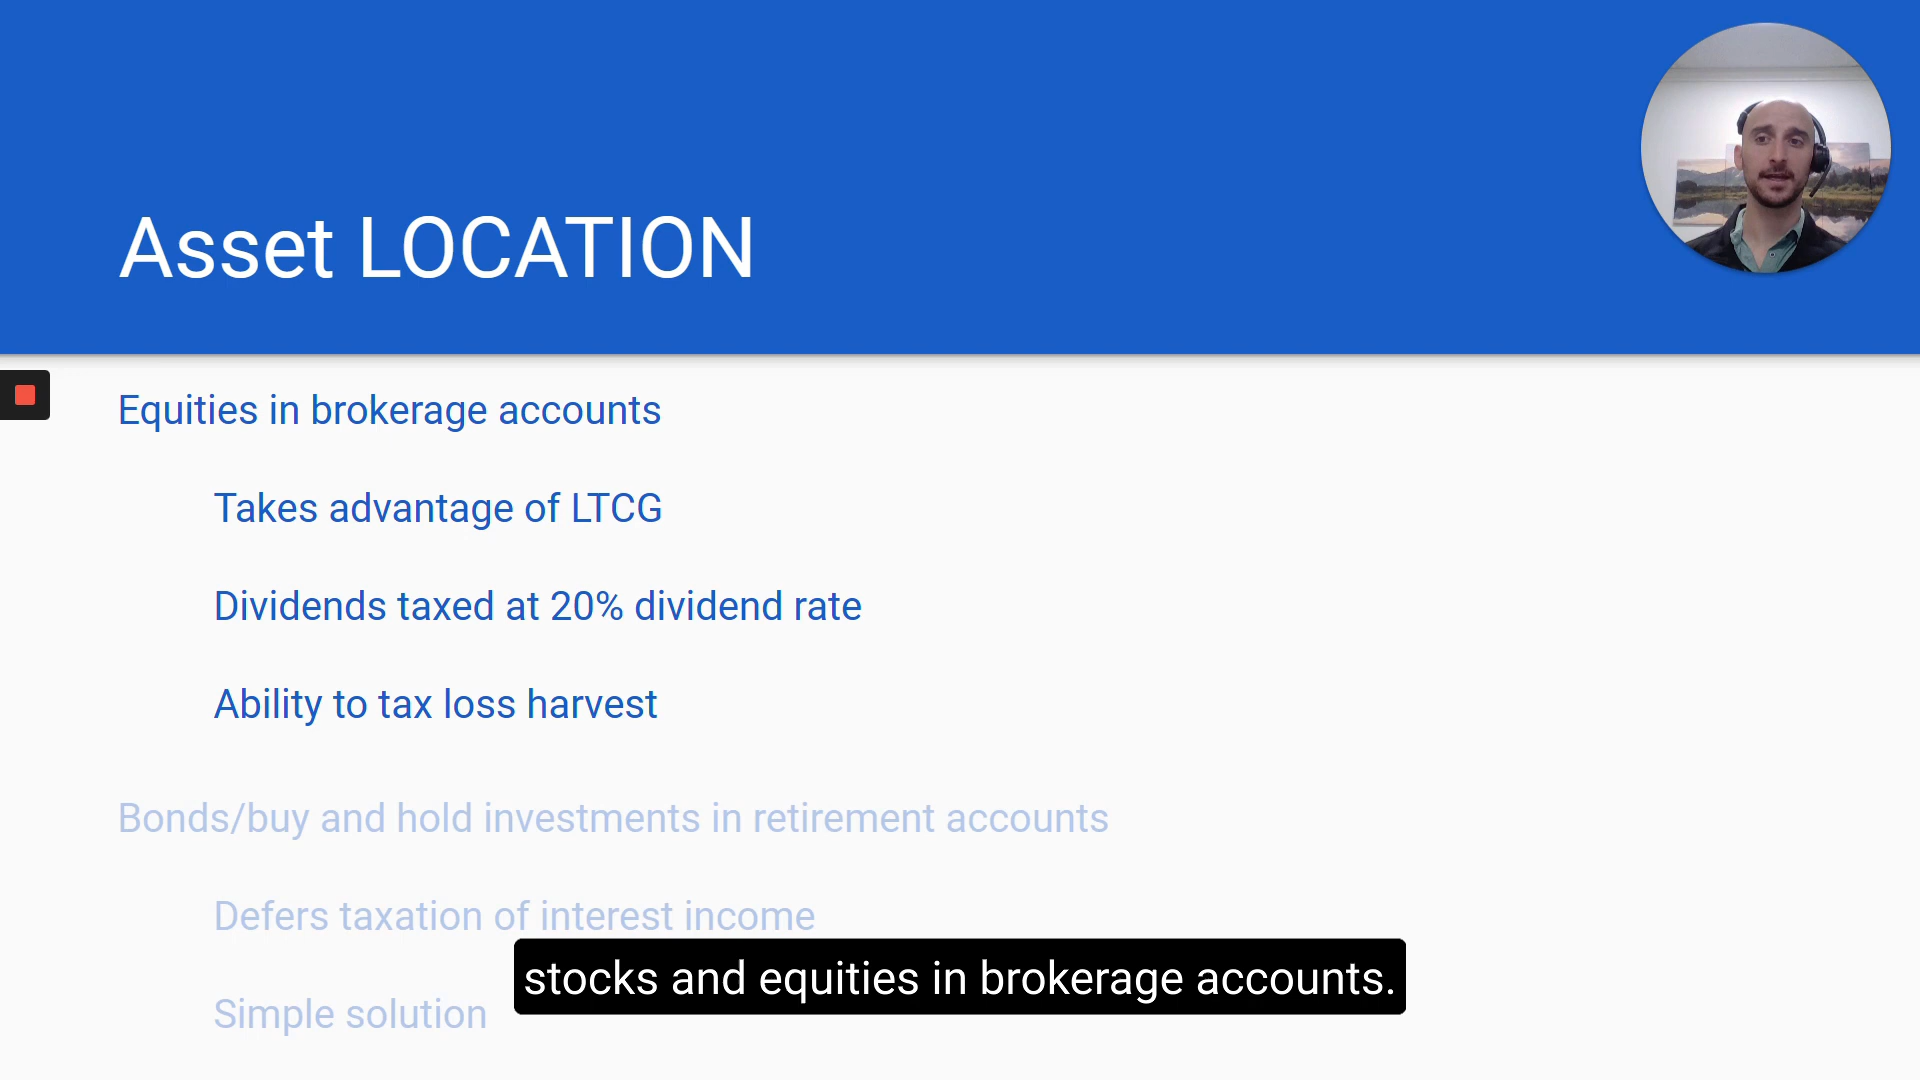 Asset LOCATION
Equities in brokerage accounts
Takes advantage of LTCG
Dividends taxed at 20% dividend rate
Ability to tax loss harvest
Bonds/buy and hold investments in retirement accounts
Defers taxation of interest income
stocks and equities in brokerage accounts.
Simple solution